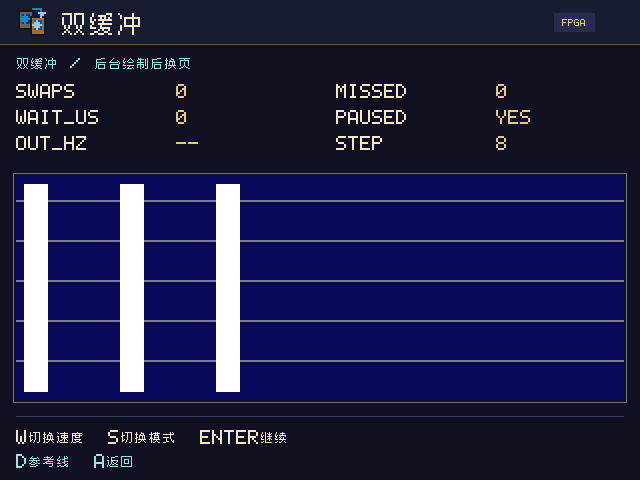 双缓冲 FPGA
双缓冲 / 后台绘制后换页
SWAPS 0 MISSED 0
WAIT_US 0 PAUSED YES
OUT_HZ -- STEP 8
W切换速度 S切换模式 ENTER继续
D参考线 A返回